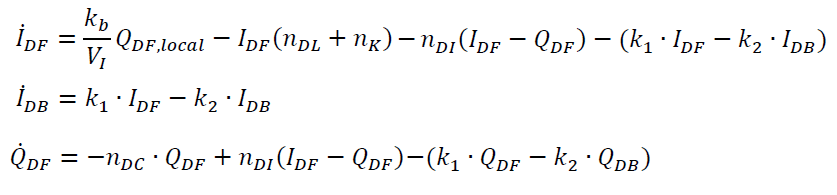 İ_DF = k_b/V_I Q_DF,local − I_DF(n_DL + n_K) − n_DI(I_DF − Q_DF) − (k_1 · I_DF − k_2 · I_DB)
İ_DB = k_1 · I_DF − k_2 · I_DB
Q̇_DF = −n_DC · Q_DF + n_DI(I_DF − Q_DF)−(k_1 · Q_DF − k_2 · Q_DB)